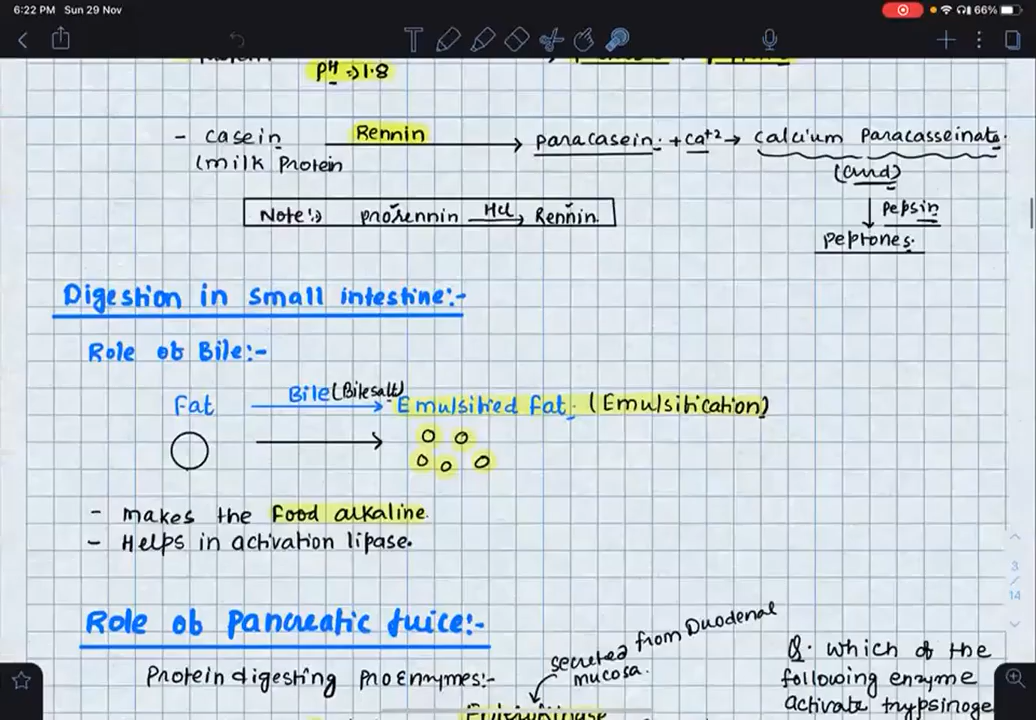 6:22 PM Sun 29 Nov
66%
T
pH => 1.8
- casein Rennin paracasein. + ca+2 → calcium paracasseinate.
(milk protein
(and)
pepsin
peptones.
Note:→ prorennin Hcl Rennin.
Digestion in small intestine:-
Role of Bile:-
Fat Bile (Bilesalt) Emulsified fat. (Emulsification)
- makes the food alkaline.
- Helps in activation lipase.
3
/
14
Role of pancreatic juice:-
secreted from Duodenal
mucosa.
Protein digesting proenzymes:-
Q. which of the
following enzyme
activate trypsinoge